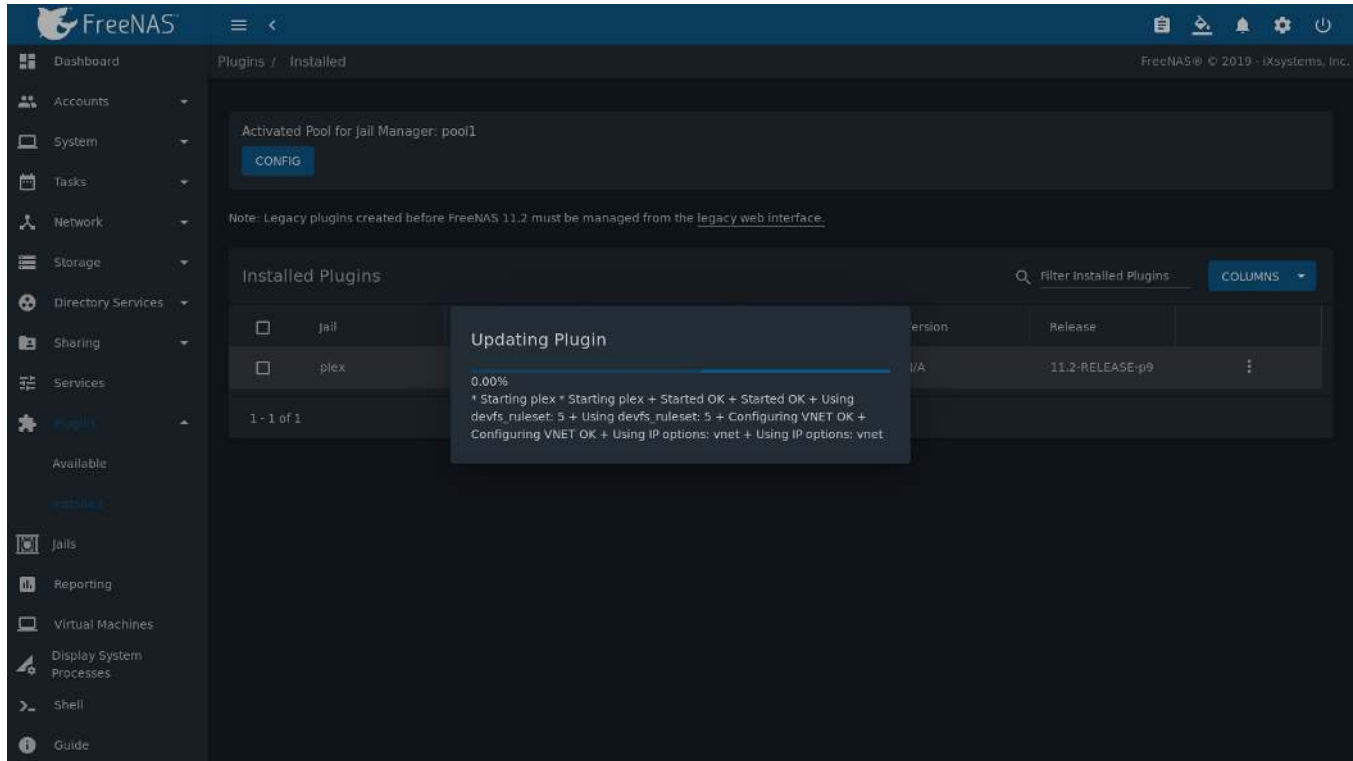 FreeNAS®
Dashboard
Accounts
System
Tasks
Network
Storage
Directory Services
Sharing
Services
Plugins
Available
Installed
Jails
Reporting
Virtual Machines
Display System
Processes
Shell
Guide
Plugins / Installed
FreeNAS® © 2019 - iXsystems, Inc.
Activated Pool for Jail Manager: pool1
CONFIG
Note: Legacy plugins created before FreeNAS 11.2 must be managed from the legacy web interface.
Installed Plugins
Filter Installed Plugins
COLUMNS
Jail
ersion
Release
plex
/A
11.2-RELEASE-p9
1 - 1 of 1
Updating Plugin
0.00%
* Starting plex * Starting plex + Started OK + Started OK + Using
devfs_ruleset: 5 + Using devfs_ruleset: 5 + Configuring VNET OK +
Configuring VNET OK + Using IP options: vnet + Using IP options: vnet